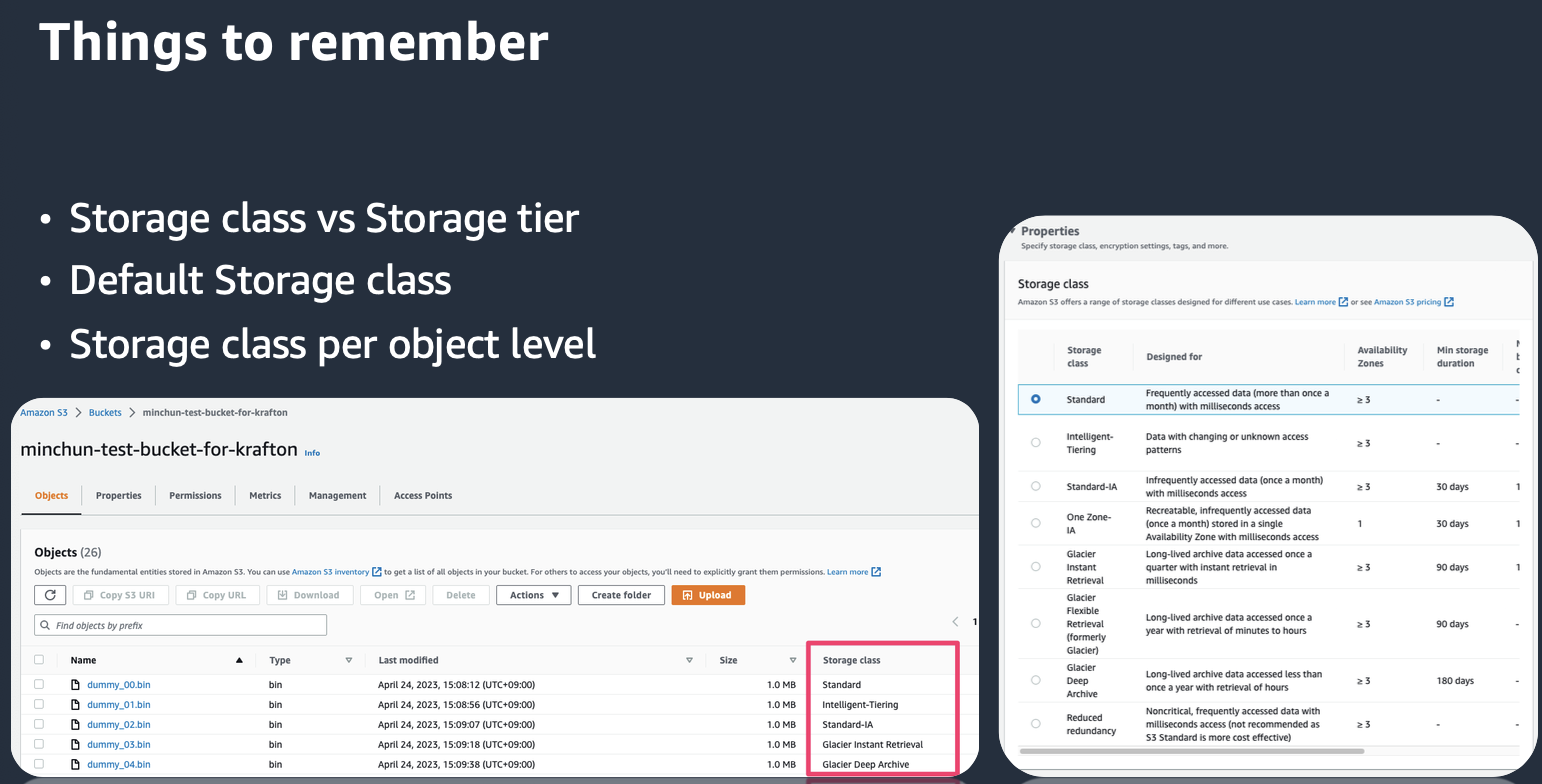 Things to remember
• Storage class vs Storage tier
• Default Storage class
• Storage class per object level
Amazon S3 > Buckets > minchun-test-bucket-for-krafton
minchun-test-bucket-for-krafton Info
Objects Properties Permissions Metrics Management Access Points
Objects (26)
Objects are the fundamental entities stored in Amazon S3. You can use Amazon S3 inventory to get a list of all objects in your bucket. For others to access your objects, you'll need to explicitly grant them permissions. Learn more
Copy S3 URI Copy URL Download Open Delete Actions ▼ Create folder Upload
Find objects by prefix
< 1
Name ▲ Type ▽ Last modified ▽ Size ▽ Storage class
dummy_00.bin bin April 24, 2023, 15:08:12 (UTC+09:00) 1.0 MB Standard
dummy_01.bin bin April 24, 2023, 15:08:56 (UTC+09:00) 1.0 MB Intelligent-Tiering
dummy_02.bin bin April 24, 2023, 15:09:07 (UTC+09:00) 1.0 MB Standard-IA
dummy_03.bin bin April 24, 2023, 15:09:18 (UTC+09:00) 1.0 MB Glacier Instant Retrieval
dummy_04.bin bin April 24, 2023, 15:09:38 (UTC+09:00) 1.0 MB Glacier Deep Archive
Properties
Specify storage class, encryption settings, tags, and more.
Storage class
Amazon S3 offers a range of storage classes designed for different use cases. Learn more or see Amazon S3 pricing
Storage
class
Designed for
Availability
Zones
Min storage
duration
Standard
Frequently accessed data (more than once a
month) with milliseconds access
≥ 3 - -
Intelligent-
Tiering
Data with changing or unknown access
patterns
≥ 3 - -
Standard-IA
Infrequently accessed data (once a month)
with milliseconds access
≥ 3 30 days 1
One Zone-
IA
Recreatable, infrequently accessed data
(once a month) stored in a single
Availability Zone with milliseconds access
1 30 days 1
Glacier
Instant
Retrieval
Long-lived archive data accessed once a
quarter with instant retrieval in
milliseconds
≥ 3 90 days 1
Glacier
Flexible
Retrieval
(formerly
Glacier)
Long-lived archive data accessed once a
year with retrieval of minutes to hours
≥ 3 90 days -
Glacier
Deep
Archive
Long-lived archive data accessed less than
once a year with retrieval of hours
≥ 3 180 days -
Reduced
redundancy
Noncritical, frequently accessed data with
milliseconds access (not recommended as
S3 Standard is more cost effective)
≥ 3 - -